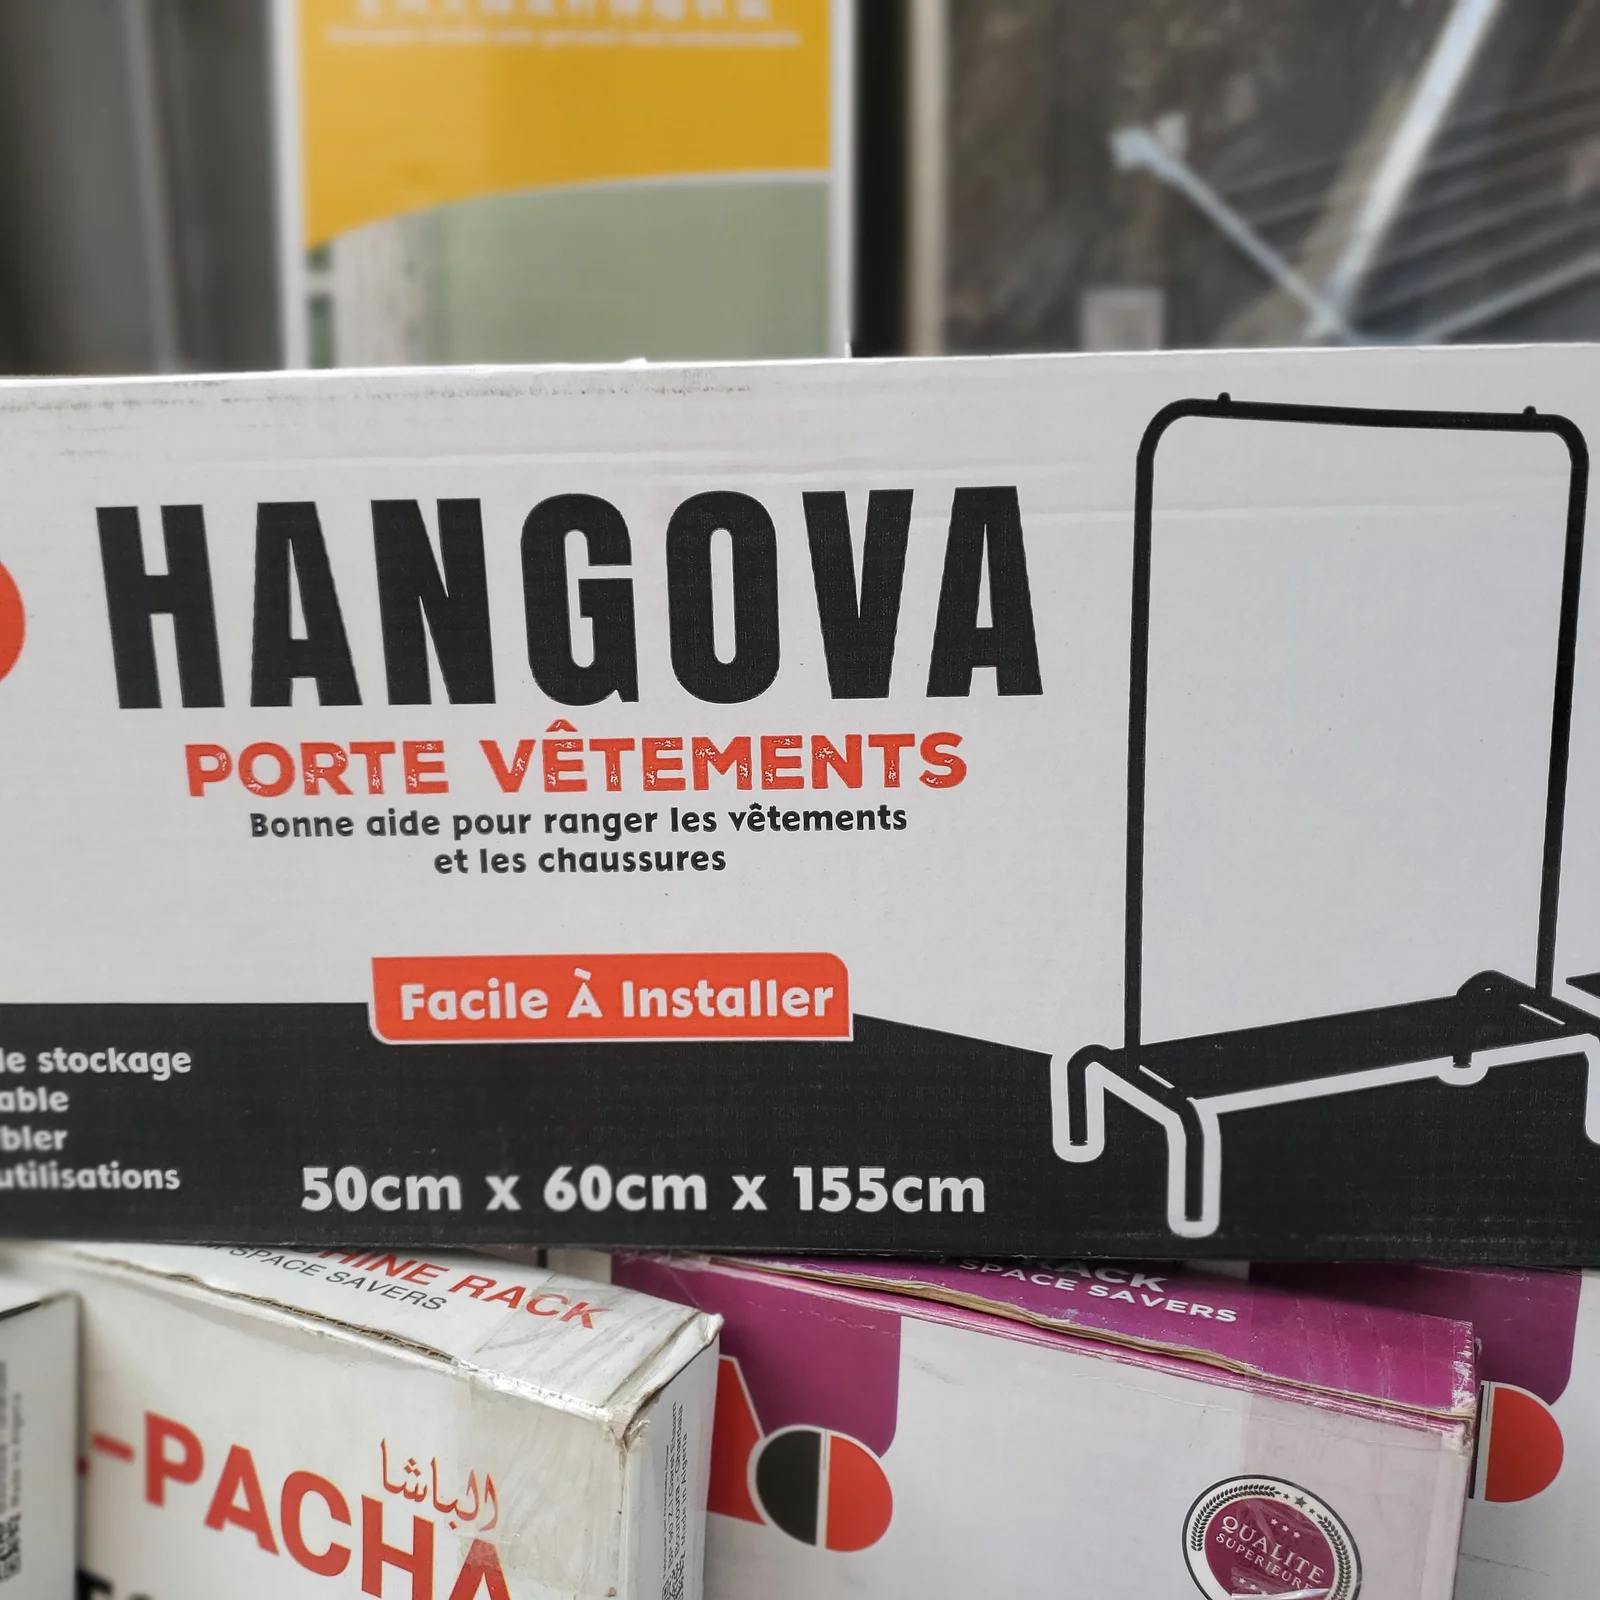 HANGOVA
PORTE VÊTEMENTS
Bonne aide pour ranger les vêtements
et les chaussures
Facile À Installer
le stockage
able
bler
utilisations
50cm x 60cm x 155cm
HINE RACK
SPACE SAVERS
RACK
SPACE SAVERS
الباشا
-PACHA
QUALITE
SUPERIEURE